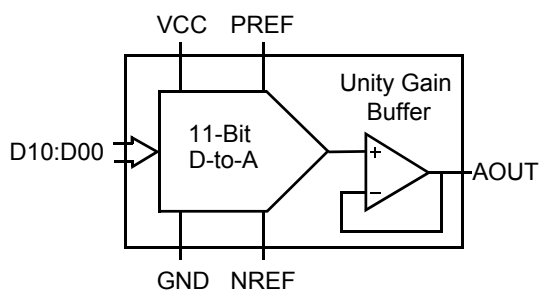 VCC PREF
Unity Gain
Buffer
11-Bit
D-to-A
D10:D00
+
−
AOUT
GND NREF